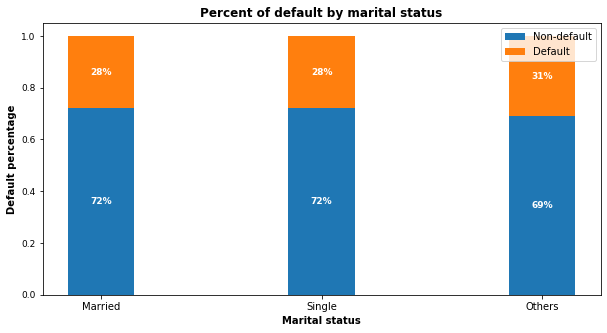 Percent of default by marital status
Non-default
Default
1.0
0.8
0.6
0.4
0.2
0.0
Default percentage
28%
28%
31%
72%
72%
69%
Married
Single
Others
Marital status